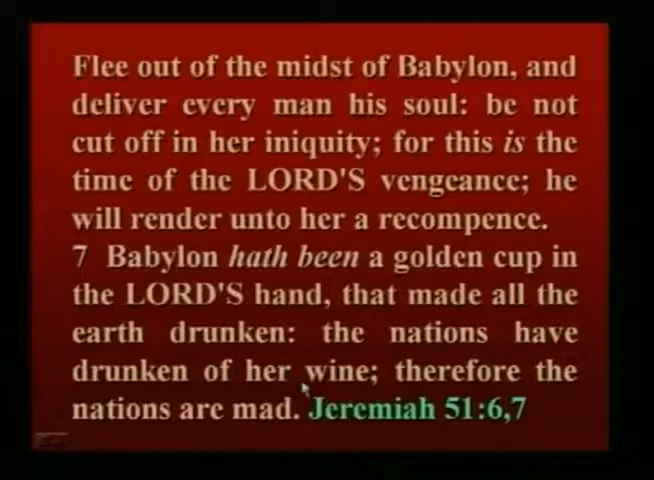 Flee out of the midst of Babylon, and
deliver every man his soul: be not
cut off in her iniquity; for this is the
time of the LORD'S vengeance; he
will render unto her a recompence.
7 Babylon hath been a golden cup in
the LORD'S hand, that made all the
earth drunken: the nations have
drunken of her wine; therefore the
nations are mad. Jeremiah 51:6,7